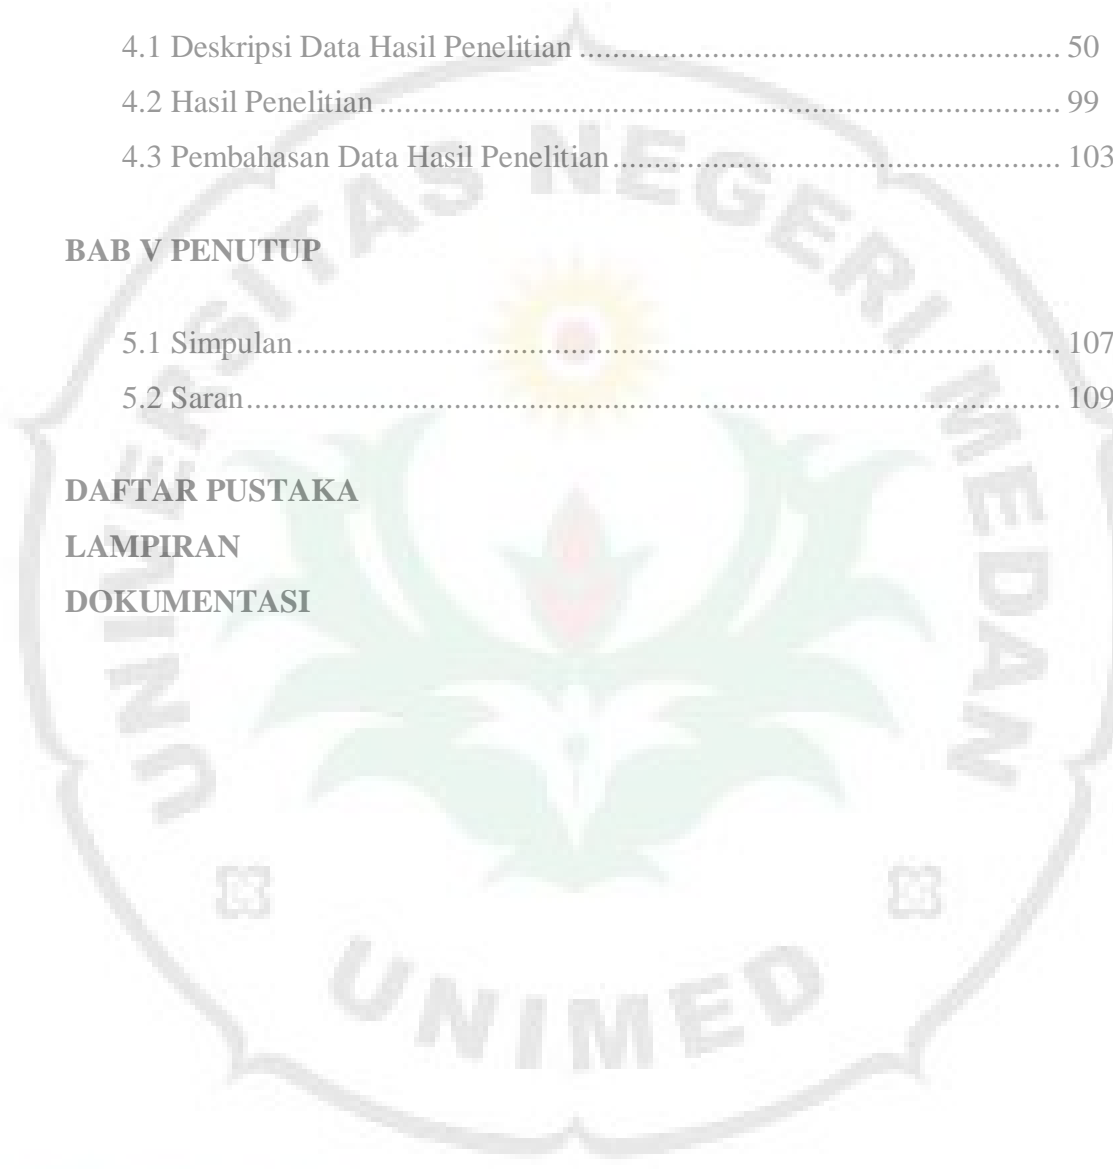 4.1 Deskripsi Data Hasil Penelitian ............................................................. 50
4.2 Hasil Penelitian ....................................................................................... 99
4.3 Pembahasan Data Hasil Penelitian ......................................................... 103
BAB V PENUTUP
5.1 Simpulan ................................................................................................. 107
5.2 Saran ....................................................................................................... 109
DAFTAR PUSTAKA
LAMPIRAN
DOKUMENTASI
UNIVERSITAS NEGERI MEDAN
UNIMED